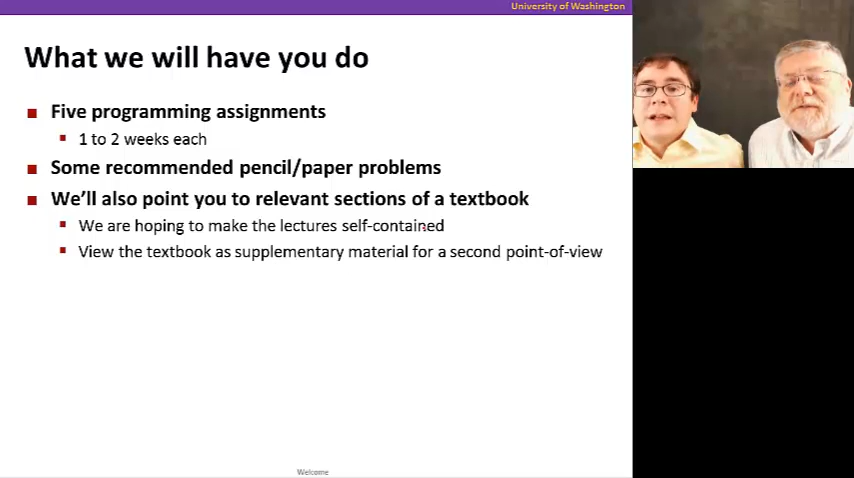 University of Washington
What we will have you do
Five programming assignments
1 to 2 weeks each
Some recommended pencil/paper problems
We'll also point you to relevant sections of a textbook
We are hoping to make the lectures self-contained
View the textbook as supplementary material for a second point-of-view
Welcome